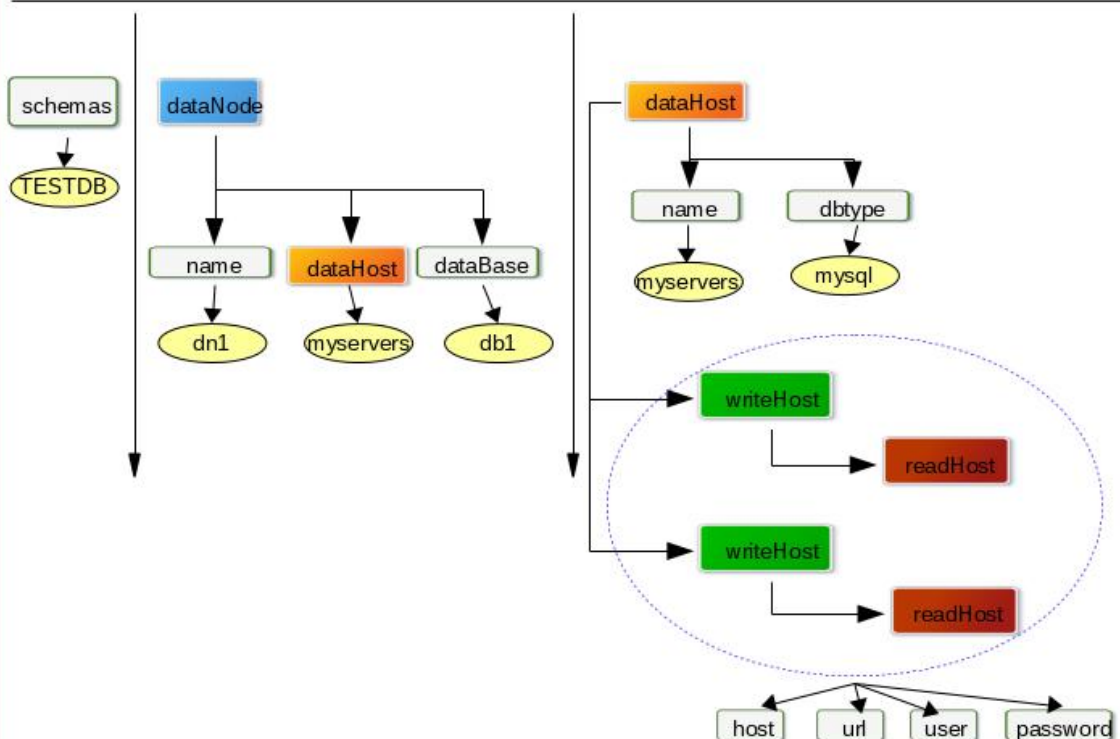 schemas
TESTDB
dataNode
name
dataHost
dataBase
dn1
myservers
db1
dataHost
name
dbtype
myservers
mysql
writeHost
readHost
writeHost
readHost
host
url
user
password